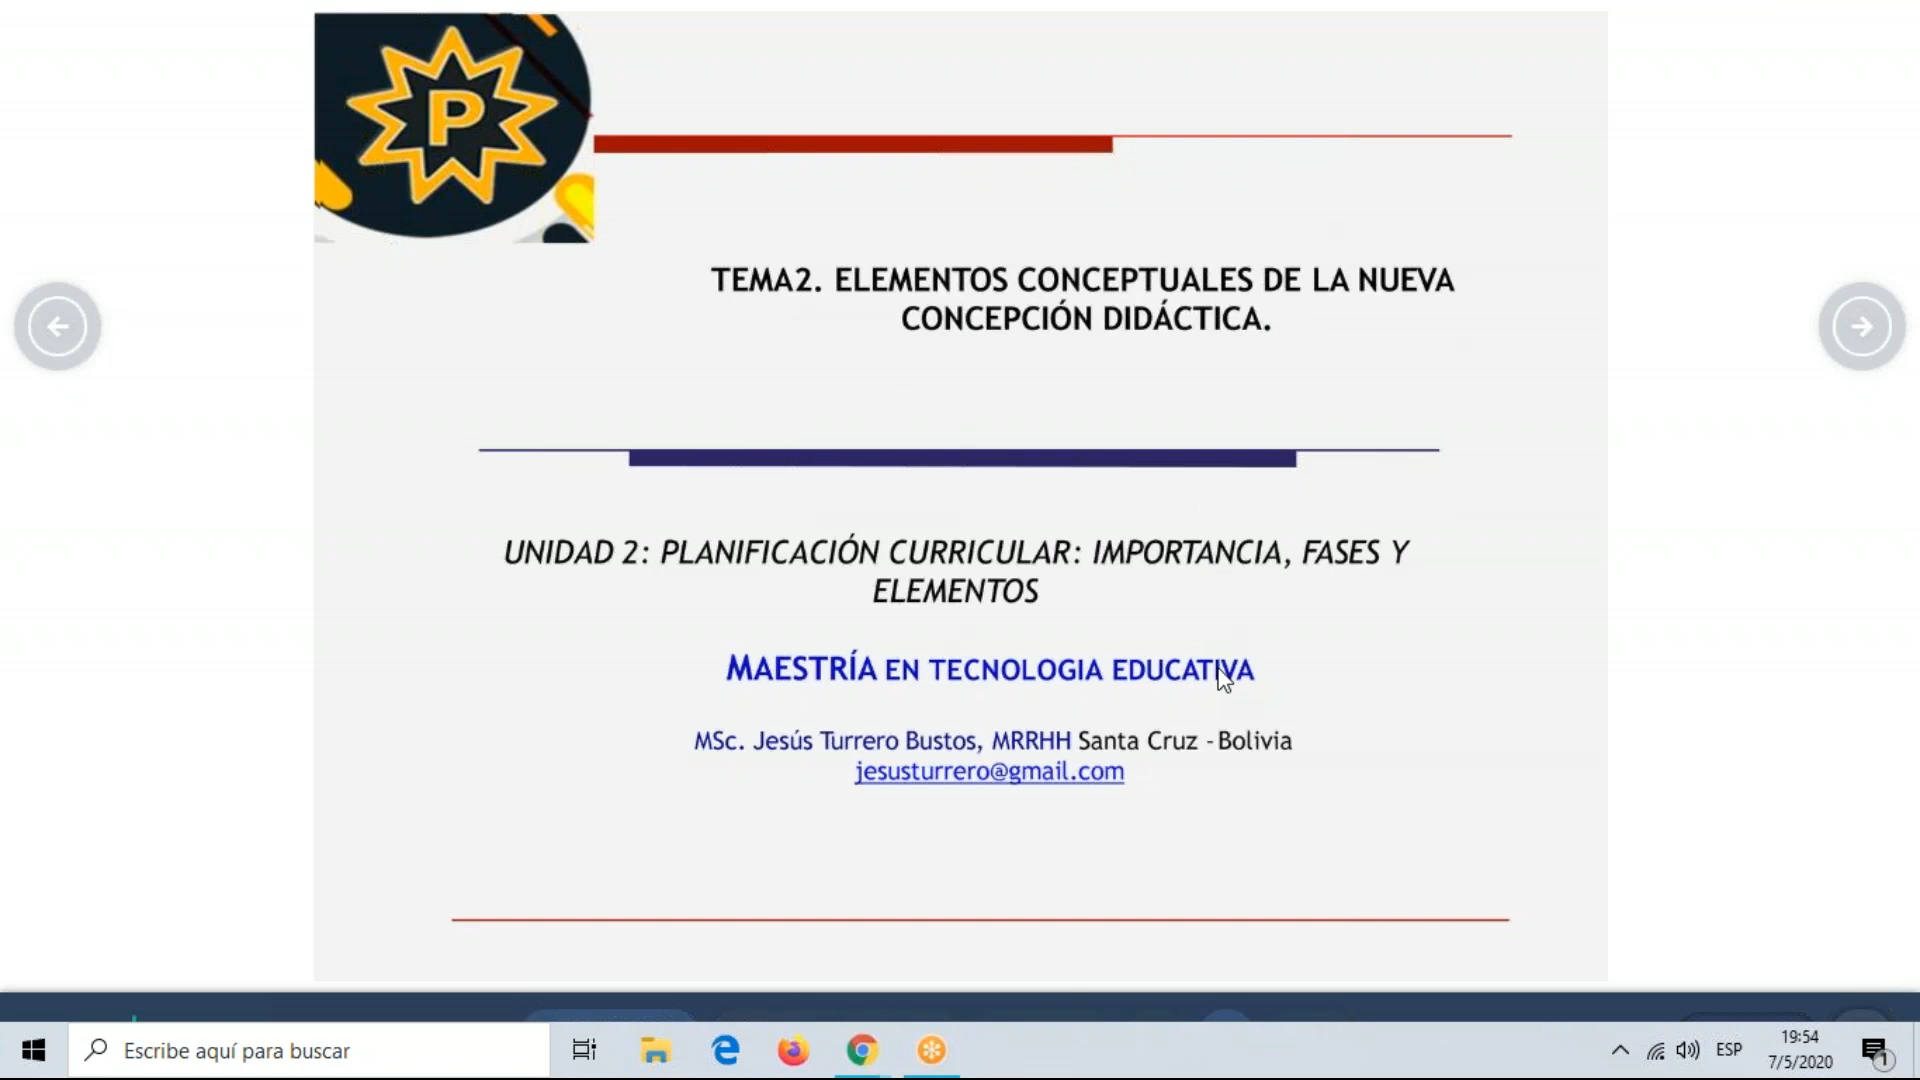 P
TEMA2. ELEMENTOS CONCEPTUALES DE LA NUEVA
CONCEPCIÓN DIDÁCTICA.
UNIDAD 2: PLANIFICACIÓN CURRICULAR: IMPORTANCIA, FASES Y
ELEMENTOS
MAESTRÍA EN TECNOLOGIA EDUCATIVA
MSc. Jesús Turrero Bustos, MRRHH Santa Cruz - Bolivia
jesusturrero@gmail.com
Escribe aquí para buscar
ESP
19:54
7/5/2020
1